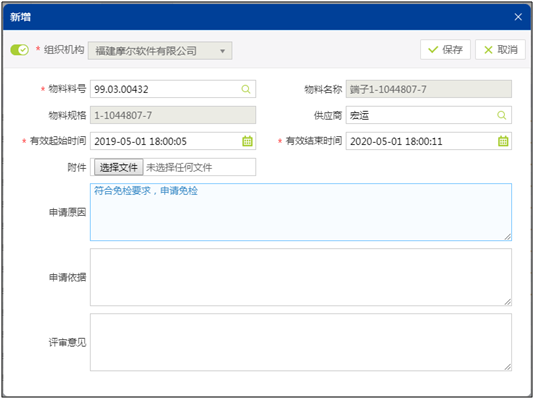 新增
* 组织机构 福建摩尔软件有限公司 保存 取消
* 物料料号 99.03.00432 物料名称 端子1-1044807-7
物料规格 1-1044807-7 供应商 宏运
* 有效起始时间 2019-05-01 18:00:05 * 有效结束时间 2020-05-01 18:00:11
附件 选择文件 未选择任何文件
申请原因 符合免检要求，申请免检
申请依据
评审意见